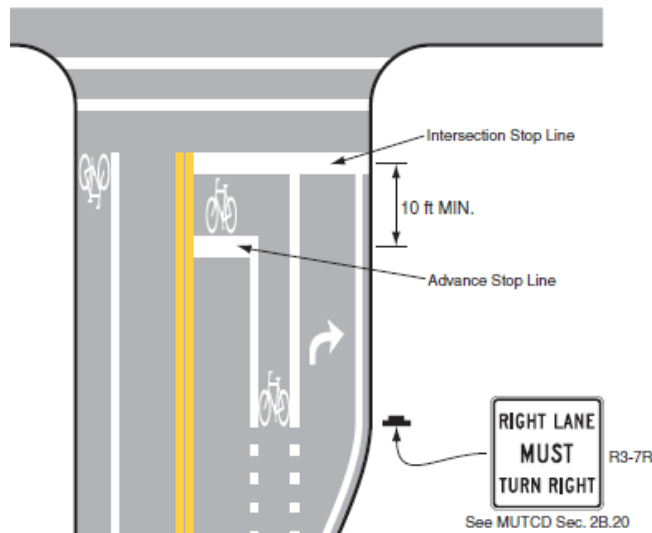 Intersection Stop Line
10 ft MIN.
Advance Stop Line
RIGHT LANE
MUST
TURN RIGHT
R3-7R
See MUTCD Sec. 2B.20